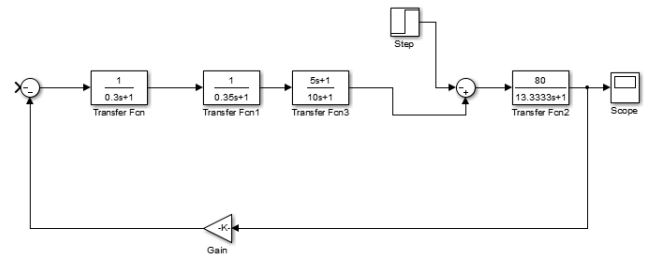 Step
1
0.3s+1
Transfer Fcn
1
0.35s+1
Transfer Fcn1
5s+1
10s+1
Transfer Fcn3
80
13.3333s+1
Transfer Fcn2
Scope
-K-
Gain